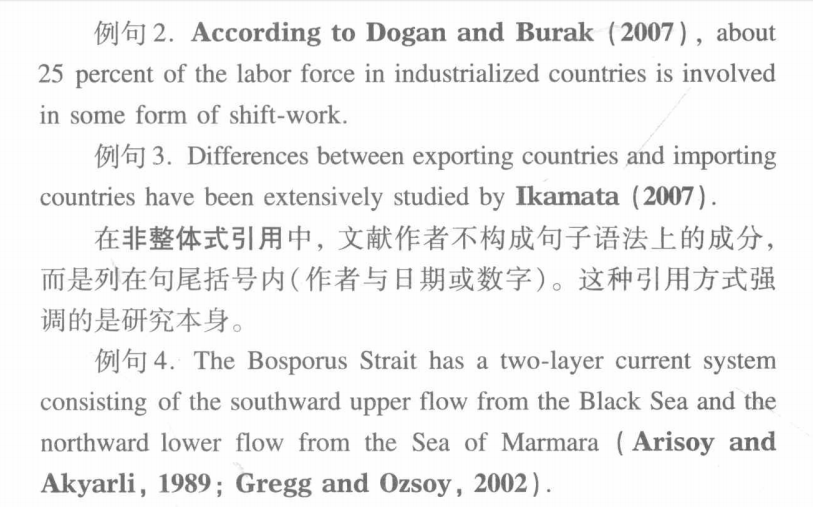 例句 2. According to Dogan and Burak (2007), about
25 percent of the labor force in industrialized countries is involved
in some form of shift-work.
例句 3. Differences between exporting countries and importing
countries have been extensively studied by Ikamata (2007).
在非整体式引用中，文献作者不构成句子语法上的成分，
而是列在句尾括号内(作者与日期或数字)。这种引用方式强
调的是研究本身。
例句 4. The Bosporus Strait has a two-layer current system
consisting of the southward upper flow from the Black Sea and the
northward lower flow from the Sea of Marmara (Arisoy and
Akyarli, 1989; Gregg and Ozsoy, 2002).